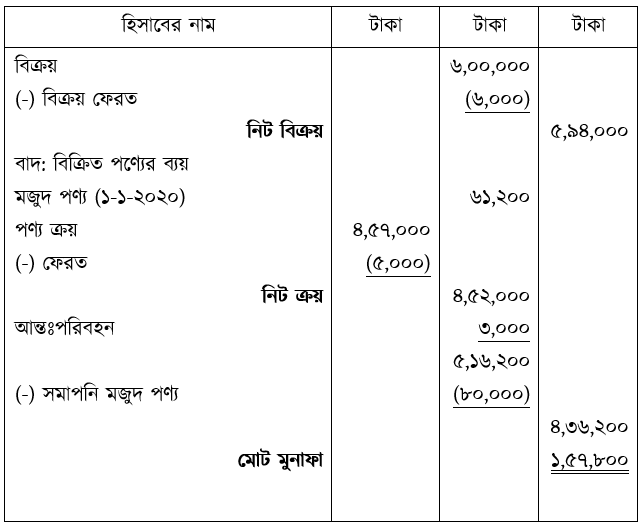 হিসাবের নাম টাকা টাকা টাকা
বিক্রয় ৬,০০,০০০
(-) বিক্রয় ফেরত (৬,০০০)
নিট বিক্রয় ৫,৯৪,০০০
বাদ: বিক্রিত পণ্যের ব্যয়
মজুদ পণ্য (১-১-২০২০) ৬১,২০০
পণ্য ক্রয় ৪,৫৭,০০০
(-) ফেরত (৫,০০০)
নিট ক্রয় ৪,৫২,০০০
আন্তঃপরিবহন ৩,০০০
৫,১৬,২০০
(-) সমাপনি মজুদ পণ্য (৮০,০০০)
৪,৩৬,২০০
মোট মুনাফা ১,৫৭,৮০০